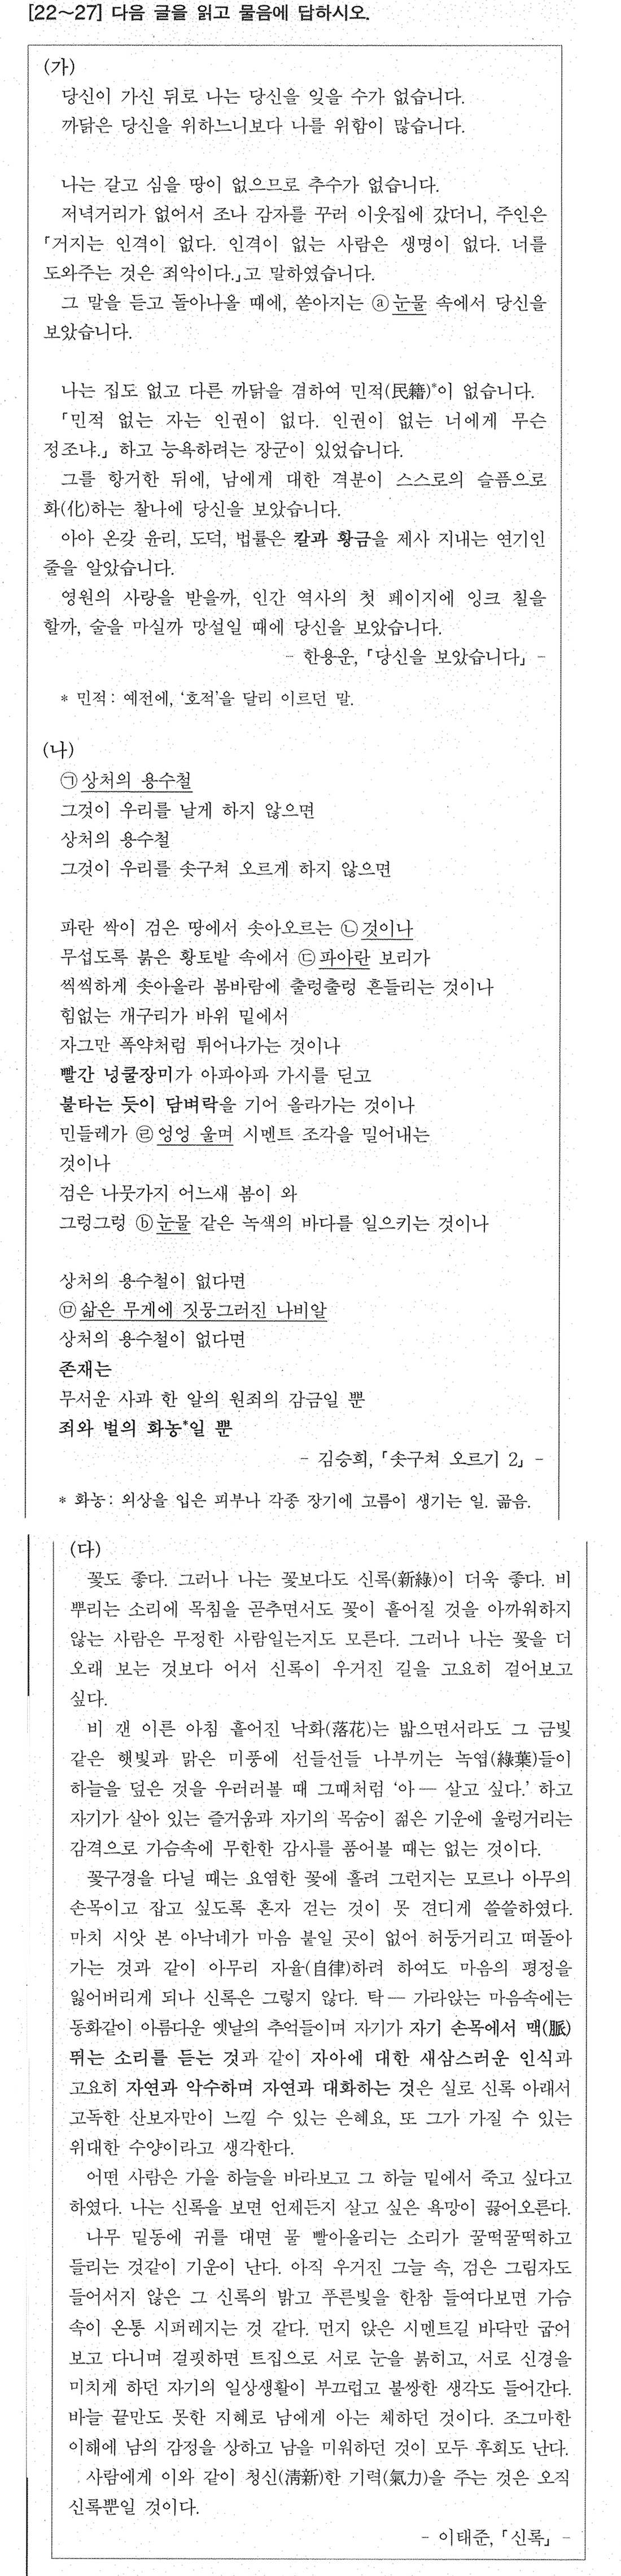 [22~27] 다음 글을 읽고 물음에 답하시오.
(가)
당신이 가신 뒤로 나는 당신을 잊을 수가 없습니다.
까닭은 당신을 위하느니보다 나를 위함이 많습니다.
나는 갈고 심을 땅이 없으므로 추수가 없습니다.
저녁거리가 없어서 조나 감자를 꾸러 이웃집에 갔더니, 주인은
「거지는 인격이 없다. 인격이 없는 사람은 생명이 없다. 너를
도와주는 것은 죄악이다.」고 말하였습니다.
그 말을 듣고 돌아나올 때에, 쏟아지는 ⓐ눈물 속에서 당신을
보았습니다.
나는 집도 없고 다른 까닭을 겸하여 민적(民籍)*이 없습니다.
「민적 없는 자는 인권이 없다. 인권이 없는 너에게 무슨
정조냐.」 하고 능욕하려는 장군이 있었습니다.
그를 항거한 뒤에, 남에게 대한 격분이 스스로의 슬픔으로
화(化)하는 찰나에 당신을 보았습니다.
아아 온갖 윤리, 도덕, 법률은 칼과 황금을 제사 지내는 연기인
줄을 알았습니다.
영원의 사랑을 받을까, 인간 역사의 첫 페이지에 잉크 칠을
할까, 술을 마실까 망설일 때에 당신을 보았습니다.
- 한용운, 「당신을 보았습니다」 -
* 민적 : 예전에, ‘호적’을 달리 이르던 말.
(나)
㉠상처의 용수철
그것이 우리를 날게 하지 않으면
상처의 용수철
그것이 우리를 솟구쳐 오르게 하지 않으면
파란 싹이 검은 땅에서 솟아오르는 ㉡것이나
무섭도록 붉은 황토밭 속에서 ㉢파아란 보리가
씩씩하게 솟아올라 봄바람에 출렁출렁 흔들리는 것이나
힘없는 개구리가 바위 밑에서
자그만 폭약처럼 튀어나가는 것이나
빨간 넝쿨장미가 아파아파 가시를 딛고
불타는 듯이 담벼락을 기어 올라가는 것이나
민들레가 ㉣엉엉 울며 시멘트 조각을 밀어내는
것이나
검은 나뭇가지 어느새 봄이 와
그렁그렁 ⓑ눈물 같은 녹색의 바다를 일으키는 것이나
상처의 용수철이 없다면
㉤삶은 무게에 짓뭉그러진 나비알
상처의 용수철이 없다면
존재는
무서운 사과 한 알의 원죄의 감금일 뿐
죄와 벌의 화농*일 뿐
- 김승희, 「솟구쳐 오르기 2」 -
* 화농 : 외상을 입은 피부나 각종 장기에 고름이 생기는 일. 곪음.
(다)
꽃도 좋다. 그러나 나는 꽃보다도 신록(新綠)이 더욱 좋다. 비
뿌리는 소리에 목침을 곧추면서도 꽃이 흩어질 것을 아까워하지
않는 사람은 무정한 사람일는지도 모른다. 그러나 나는 꽃을 더
오래 보는 것보다 어서 신록이 우거진 길을 고요히 걸어보고
싶다.
비 갠 이른 아침 흩어진 낙화(落花)는 밟으면서라도 그 금빛
같은 햇빛과 맑은 미풍에 선들선들 나부끼는 녹엽(綠葉)들이
하늘을 덮은 것을 우러러볼 때 그때처럼 ‘아— 살고 싶다.’ 하고
자기가 살아 있는 즐거움과 자기의 목숨이 젊은 기운에 울렁거리는
감격으로 가슴속에 무한한 감사를 품어볼 때는 없는 것이다.
꽃구경을 다닐 때는 요염한 꽃에 홀려 그런지는 모르나 아무의
손목이고 잡고 싶도록 혼자 걷는 것이 못 견디게 쓸쓸하였다.
마치 시앗 본 아낙네가 마음 붙일 곳이 없어 허둥거리고 떠돌아
가는 것과 같이 아무리 자율(自律)하려 하여도 마음의 평정을
잃어버리게 되나 신록은 그렇지 않다. 탁— 가라앉는 마음속에는
동화같이 아름다운 옛날의 추억들이며 자기가 자기 손목에서 맥(脈)
뛰는 소리를 듣는 것과 같이 자아에 대한 새삼스러운 인식과
고요히 자연과 악수하며 자연과 대화하는 것은 실로 신록 아래서
고독한 산보자만이 느낄 수 있는 은혜요, 또 그가 가질 수 있는
위대한 수양이라고 생각한다.
어떤 사람은 가을 하늘을 바라보고 그 하늘 밑에서 죽고 싶다고
하였다. 나는 신록을 보면 언제든지 살고 싶은 욕망이 끓어오른다.
나무 밑동에 귀를 대면 물 빨아올리는 소리가 꿀떡꿀떡하고
들리는 것같이 기운이 난다. 아직 우거진 그늘 속, 검은 그림자도
들어서지 않은 그 신록의 밝고 푸른빛을 한참 들여다보면 가슴
속이 온통 시퍼레지는 것 같다. 먼지 앉은 시멘트길 바닥만 굽어
보고 다니며 걸핏하면 트집으로 서로 눈을 붉히고, 서로 신경을
미치게 하던 자기의 일상생활이 부끄럽고 불쌍한 생각도 들어간다.
바늘 끝만도 못한 지혜로 남에게 아는 체하던 것이다. 조그마한
이해에 남의 감정을 상하고 남을 미워하던 것이 모두 후회도 난다.
사람에게 이와 같이 청신(淸新)한 기력(氣力)을 주는 것은 오직
신록뿐일 것이다.
- 이태준, 「신록」 -